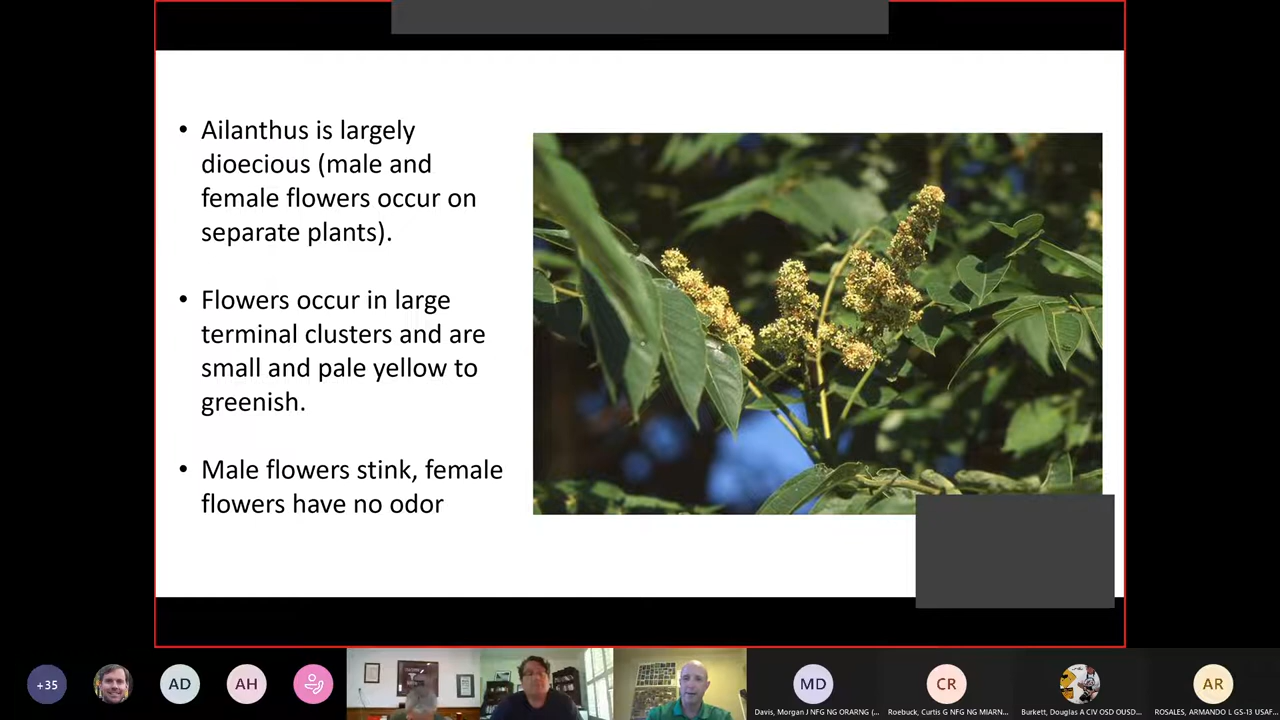 • Ailanthus is largely
dioecious (male and
female flowers occur on
separate plants).
• Flowers occur in large
terminal clusters and are
small and pale yellow to
greenish.
• Male flowers stink, female
flowers have no odor
+35
AD
AH
MD
CR
AR
Davis, Morgan J NFG NG ORARNG (...
Roebuck, Curtis G NFG NG MIARN...
Burkett, Douglas A CIV OSD OUSD...
ROSALES, ARMANDO L GS-13 USAF...